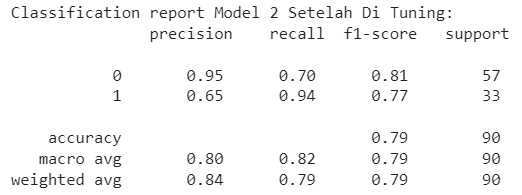 Classification report Model 2 Setelah Di Tuning:
precision recall f1-score support
0 0.95 0.70 0.81 57
1 0.65 0.94 0.77 33
accuracy 0.79 90
macro avg 0.80 0.82 0.79 90
weighted avg 0.84 0.79 0.79 90